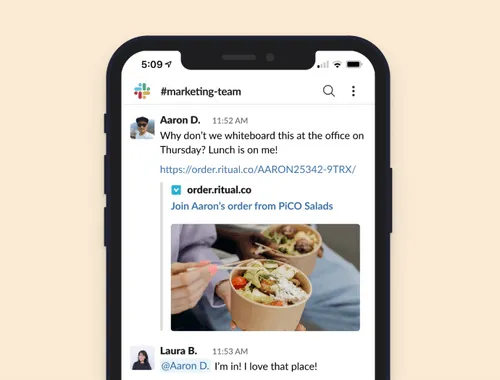 5:09
#marketing-team
Aaron D. 11:52 AM
Why don't we whiteboard this at the office on
Thursday? Lunch is on me!
https://order.ritual.co/AARON25342-9TRX/
order.ritual.co
Join Aaron's order from PiCO Salads
Laura B. 11:53 AM
@Aaron D. I'm in! I love that place!